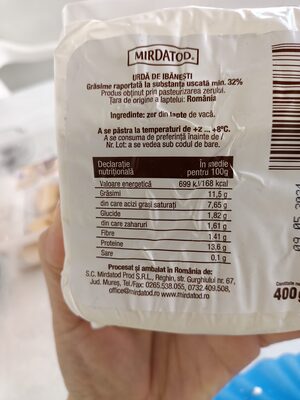 MIRDATOD®
URDĂ DE IBĂNEȘTI
Grăsime raportată la substanța uscată min. 32%
Produs obținut prin pasteurizarea zerului.
Țara de origine a laptelui: România
Ingrediente: zer din lapte de vacă.
A se păstra la temperaturi de +2 ... +8°C.
A se consuma de preferință înainte de /
Nr. Lot: a se vedea sub codul de bare.
Declarație nutrițională
În medie pentru 100g
Valoare energetică 699 kJ/168 kcal
Grăsimi 11,5 g
din care acizi grași saturați 7,65 g
Glucide 1,82 g
din care zaharuri 1,61 g
Fibre 1,41 g
Proteine 13,6 g
Sare 0,1 g
Procesat și ambalat în România de:
S.C. Mirdatod Prod S.R.L., Reghin, str. Gurghiului nr. 67,
Jud. Mureș, Tel./Fax: 0265.538.055, 0732.409.508,
office@mirdatod.ro www.mirdatod.ro
400g